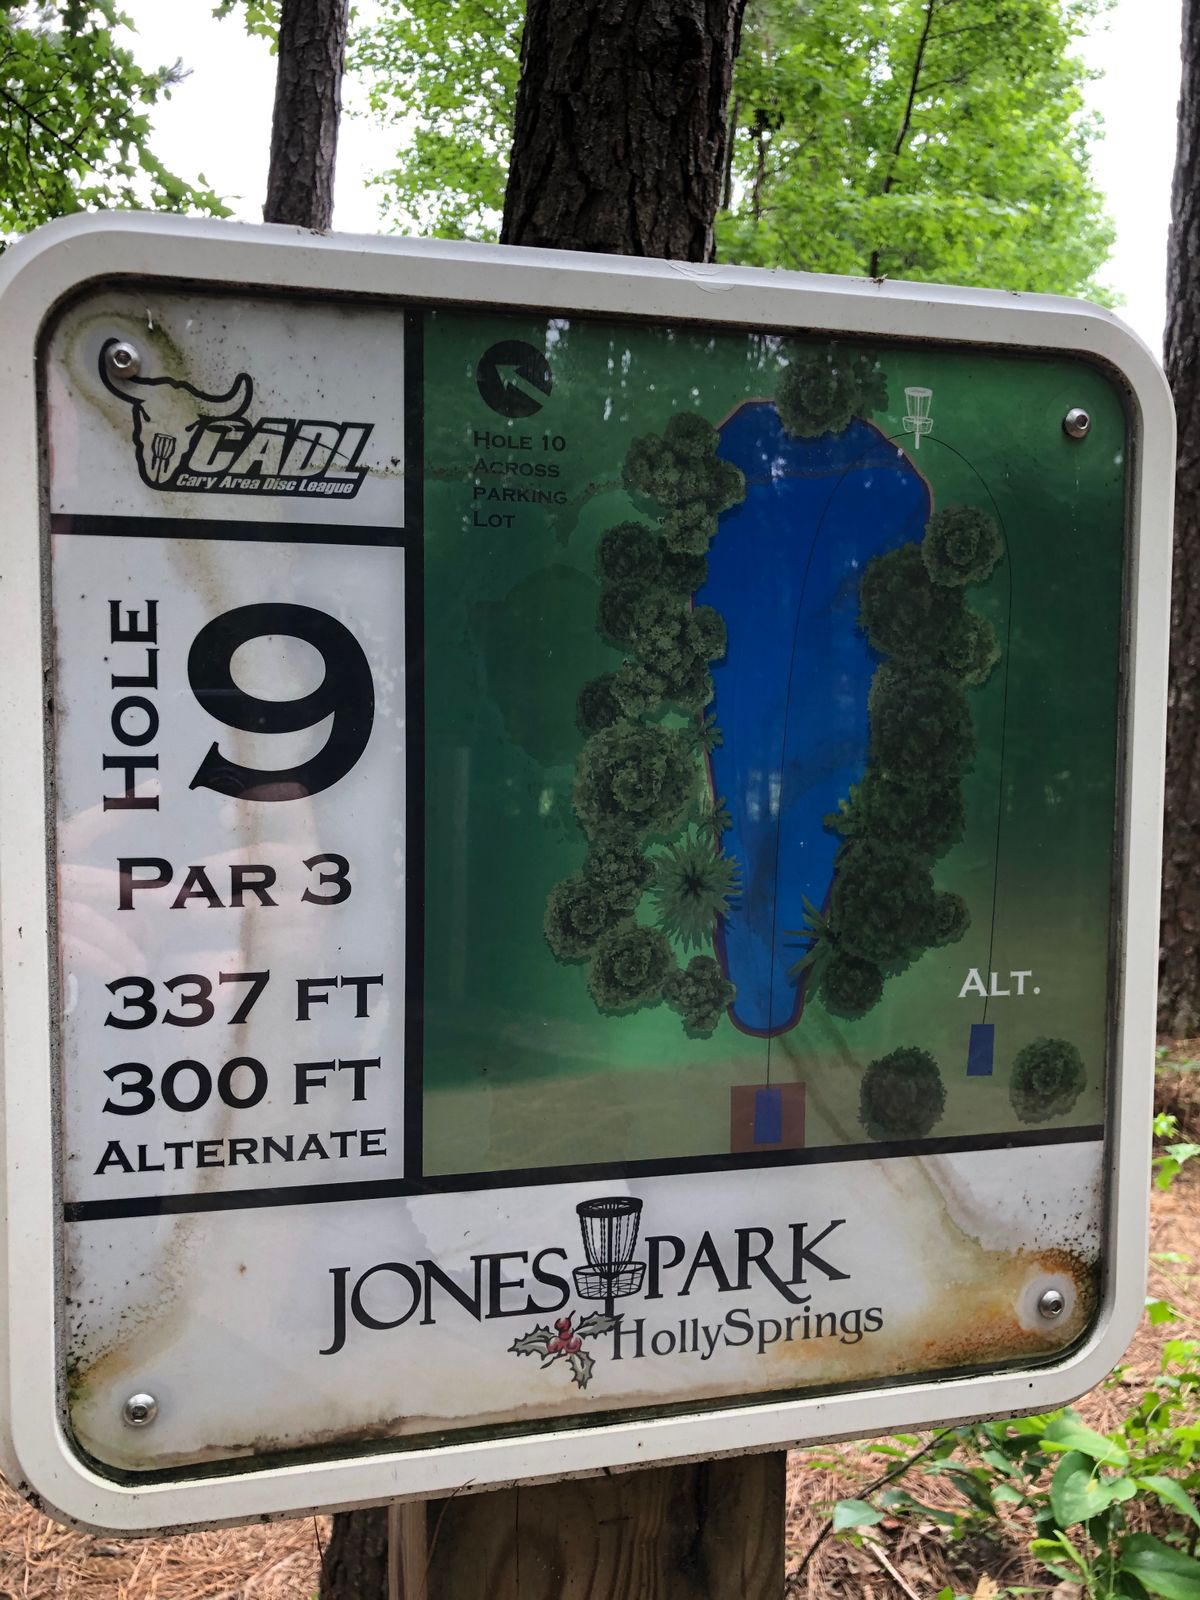 CADL
Cary Area Disc League
HOLE
9
PAR 3
337 FT
300 FT
ALTERNATE
HOLE 10
ACROSS
PARKING
LOT
ALT.
JONES PARK
HollySprings